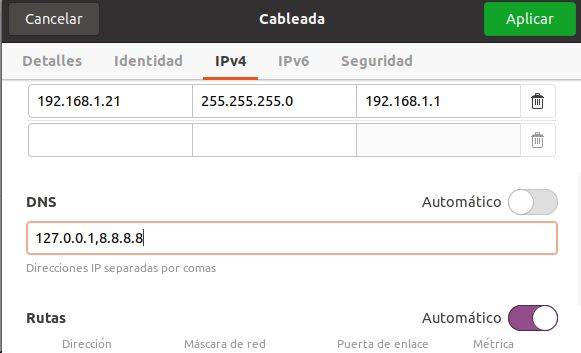 Cancelar Cableada Aplicar
Detalles Identidad IPv4 IPv6 Seguridad
192.168.1.21 255.255.255.0 192.168.1.1
DNS Automático
127.0.0.1,8.8.8.8
Direcciones IP separadas por comas
Rutas Automático
Dirección Máscara de red Puerta de enlace Métrica